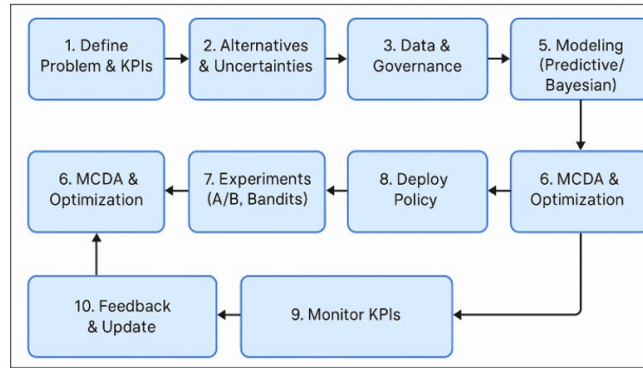 1. Define
Problem & KPIs
2. Alternatives
& Uncertainties
3. Data &
Governance
5. Modeling
(Predictive/
Bayesian)
6. MCDA &
Optimization
7. Experiments
(A/B, Bandits)
8. Deploy
Policy
6. MCDA &
Optimization
10. Feedback
& Update
9. Monitor KPIs